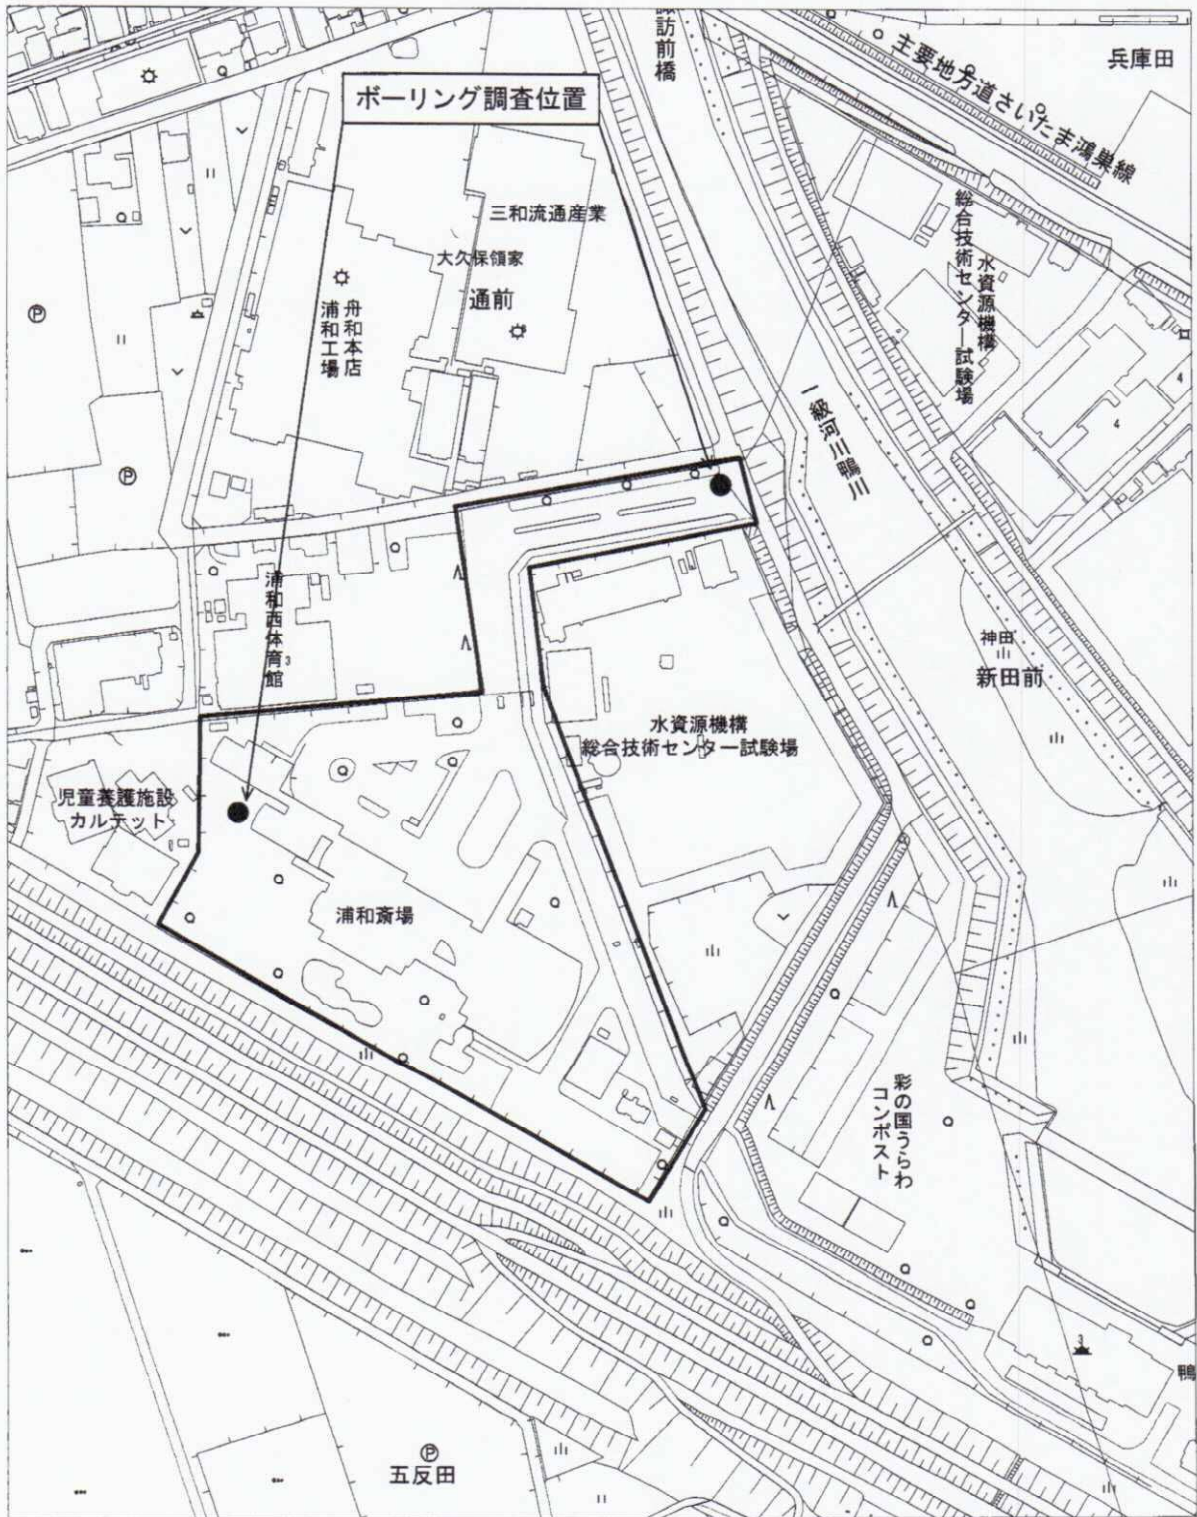 諏訪前橋
主要地方道さいたま鴻巣線
兵庫田
ボーリング調査位置
三和流通産業
大久保領家
通前
舟和本店
浦和工場
水資源機構
総合技術センター試験場
一級河川鴨川
4
4
浦和西体育館
3
神田
新田前
水資源機構
総合技術センター試験場
児童養護施設
カルテット
浦和斎場
彩の国うらわ
コンポスト
3
鴨
P
P
P
五反田